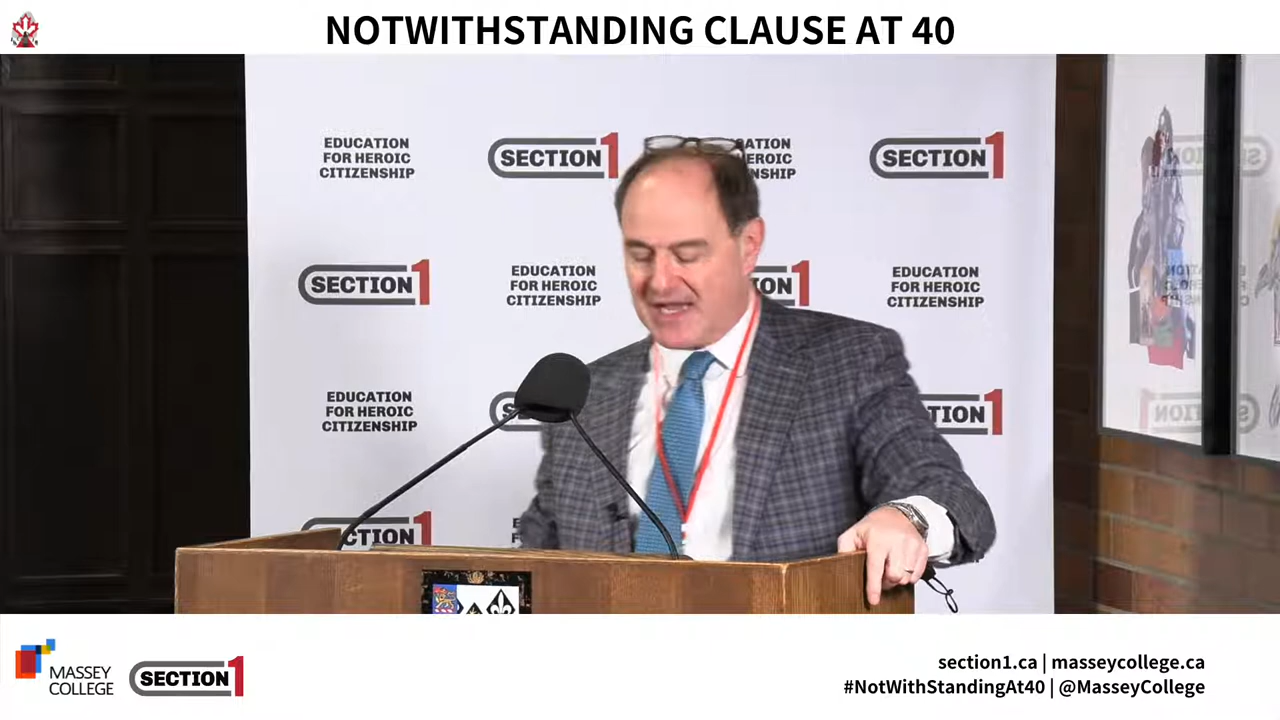 NOTWITHSTANDING CLAUSE AT 40
EDUCATION
FOR HEROIC
CITIZENSHIP
SECTION1
SECTION1
SECTION1
EDUCATION
FOR HEROIC
CITIZENSHIP
EDUCATION
FOR HEROIC
CITIZENSHIP
EDUCATION
FOR HEROIC
CITIZENSHIP
MASSEY
COLLEGE
SECTION1
section1.ca | masseycollege.ca
#NotWithStandingAt40 | @MasseyCollege